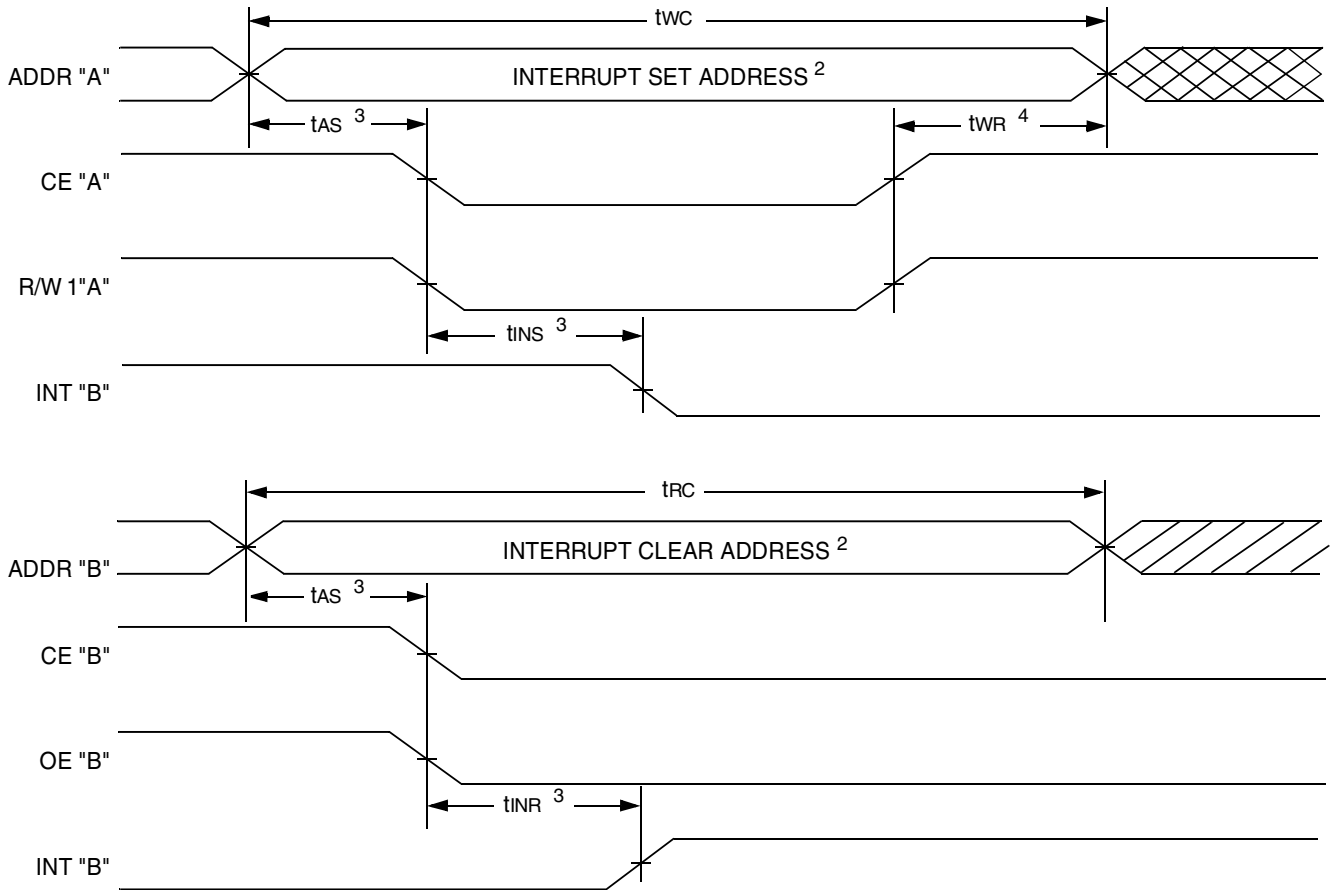 tWC
ADDR "A"
INTERRUPT SET ADDRESS 2
tAS 3
tWR 4
CE "A"
R/W 1"A"
tINS 3
INT "B"
tRC
ADDR "B"
INTERRUPT CLEAR ADDRESS 2
tAS 3
CE "B"
OE "B"
tINR 3
INT "B"